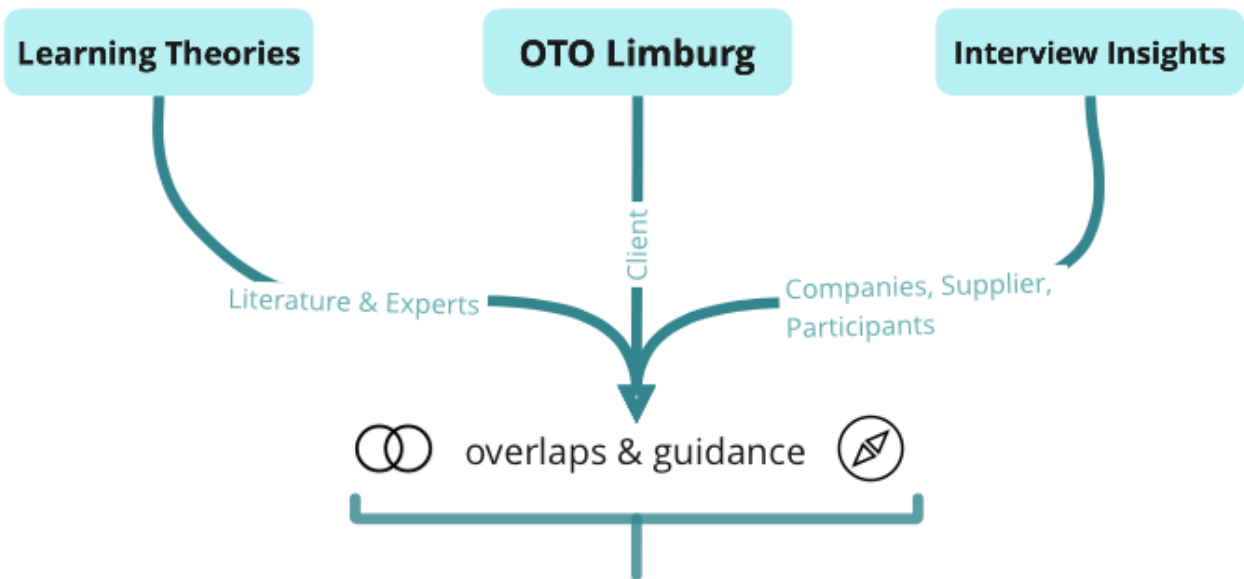 Learning Theories
OTO Limburg
Interview Insights
Client
Literature & Experts
Companies, Supplier,
Participants
overlaps & guidance